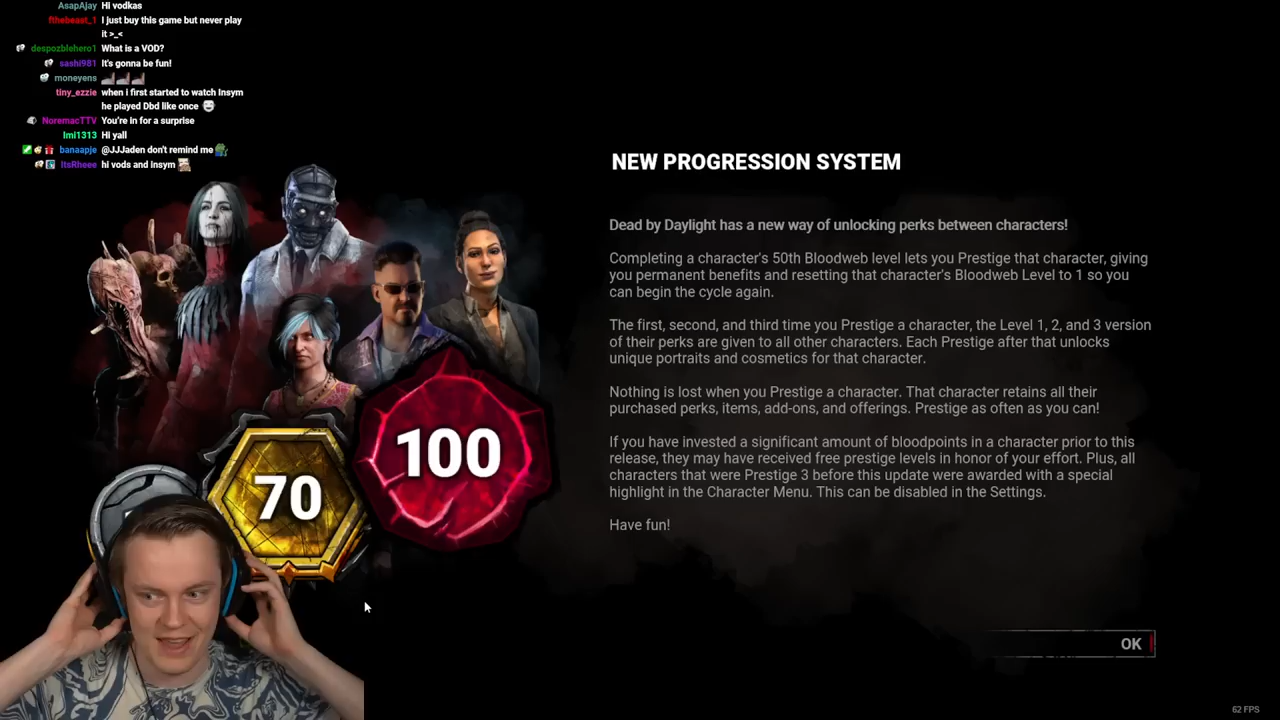 AsapAjay Hi vodkas
fthebeast_1 I just buy this game but never play
it >_<
despozblehero1 What is a VOD?
sashi981 It's gonna be fun!
moneyens
tiny_ezzie when i first started to watch Insym
he played Dbd like once
NoremacTTV You're in for a surprise
lmi1313 Hi yall
banaapje @JJJaden don't remind me
ItsRheee hi vods and Insym
NEW PROGRESSION SYSTEM
Dead by Daylight has a new way of unlocking perks between characters!
Completing a character's 50th Bloodweb level lets you Prestige that character, giving
you permanent benefits and resetting that character's Bloodweb Level to 1 so you
can begin the cycle again.
The first, second, and third time you Prestige a character, the Level 1, 2, and 3 version
of their perks are given to all other characters. Each Prestige after that unlocks
unique portraits and cosmetics for that character.
Nothing is lost when you Prestige a character. That character retains all their
purchased perks, items, add-ons, and offerings. Prestige as often as you can!
If you have invested a significant amount of bloodpoints in a character prior to this
release, they may have received free prestige levels in honor of your effort. Plus, all
characters that were Prestige 3 before this update were awarded with a special
highlight in the Character Menu. This can be disabled in the Settings.
Have fun!
100
70
OK
62 FPS